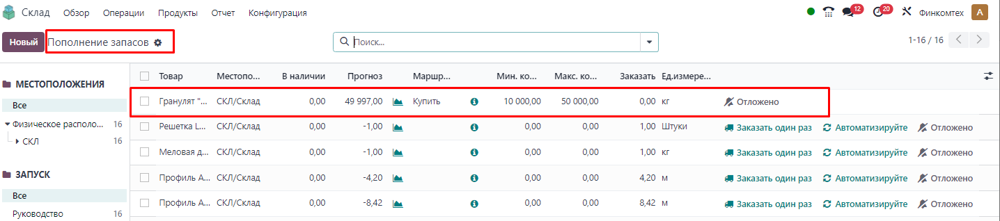 Склад Обзор Операции Продукты Отчет Конфигурация 12 20 Финкомтех A
Новый Пополнение запасов Поиск... 1-16 / 16
МЕСТОПОЛОЖЕНИЯ
Все
Физическое располо... 16
СКЛ 16
ЗАПУСК
Все
Руководство 16
Товар Местопо... В наличии Прогноз Маршр... Мин. ко... Макс. ко... Заказать Ед.измере...
Гранулят "... СКЛ/Склад 0,00 49 997,00 Купить 10 000,00 50 000,00 0,00 кг Отложено
Решетка L... СКЛ/Склад 0,00 -1,00 0,00 0,00 1,00 Штуки Заказать один раз Автоматизируйте Отложено
Меловая д... СКЛ/Склад 0,00 -1,00 0,00 0,00 1,00 кг Заказать один раз Автоматизируйте Отложено
Профиль А... СКЛ/Склад 0,00 -4,20 0,00 0,00 4,20 м Заказать один раз Автоматизируйте Отложено
Профиль А... СКЛ/Склад 0,00 -8,42 0,00 0,00 8,42 м Заказать один раз Автоматизируйте Отложено